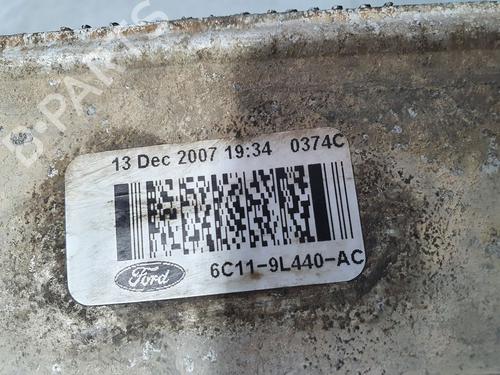 D-PARTS
13 Dec 2007 19:34 0374C
Ford
6C11-9L440-AC